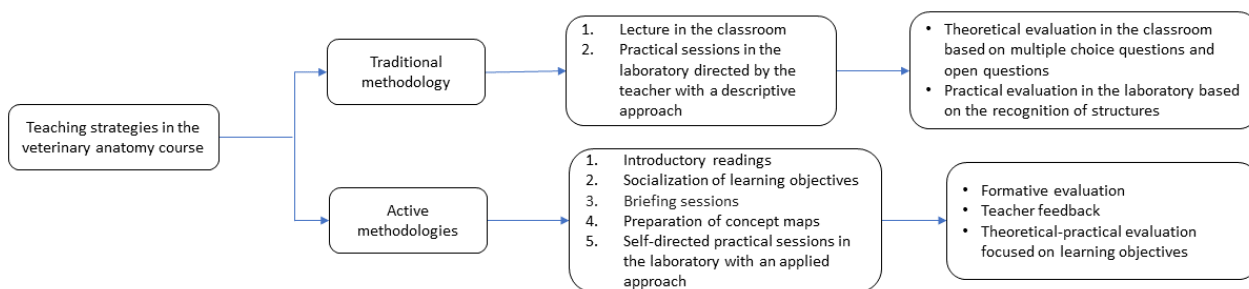 Teaching strategies in the
veterinary anatomy course
Traditional
methodology
1. Lecture in the classroom
2. Practical sessions in the
laboratory directed by the
teacher with a descriptive
approach
• Theoretical evaluation in the classroom
based on multiple choice questions and
open questions
• Practical evaluation in the laboratory based
on the recognition of structures
Active
methodologies
1. Introductory readings
2. Socialization of learning objectives
3. Briefing sessions
4. Preparation of concept maps
5. Self-directed practical sessions in
the laboratory with an applied
approach
• Formative evaluation
• Teacher feedback
• Theoretical-practical evaluation
focused on learning objectives